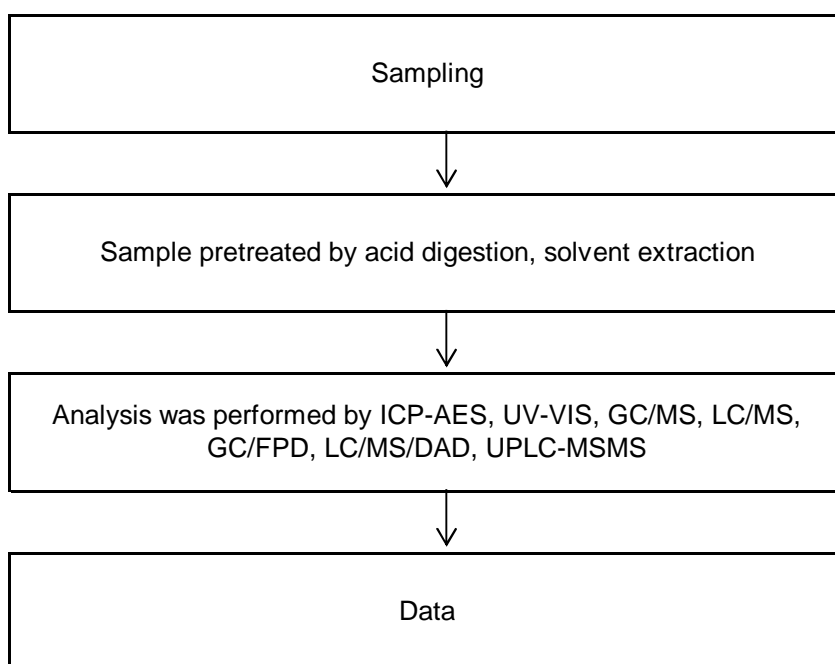 Sampling
Sample pretreated by acid digestion, solvent extraction
Analysis was performed by ICP-AES, UV-VIS, GC/MS, LC/MS,
GC/FPD, LC/MS/DAD, UPLC-MSMS
Data